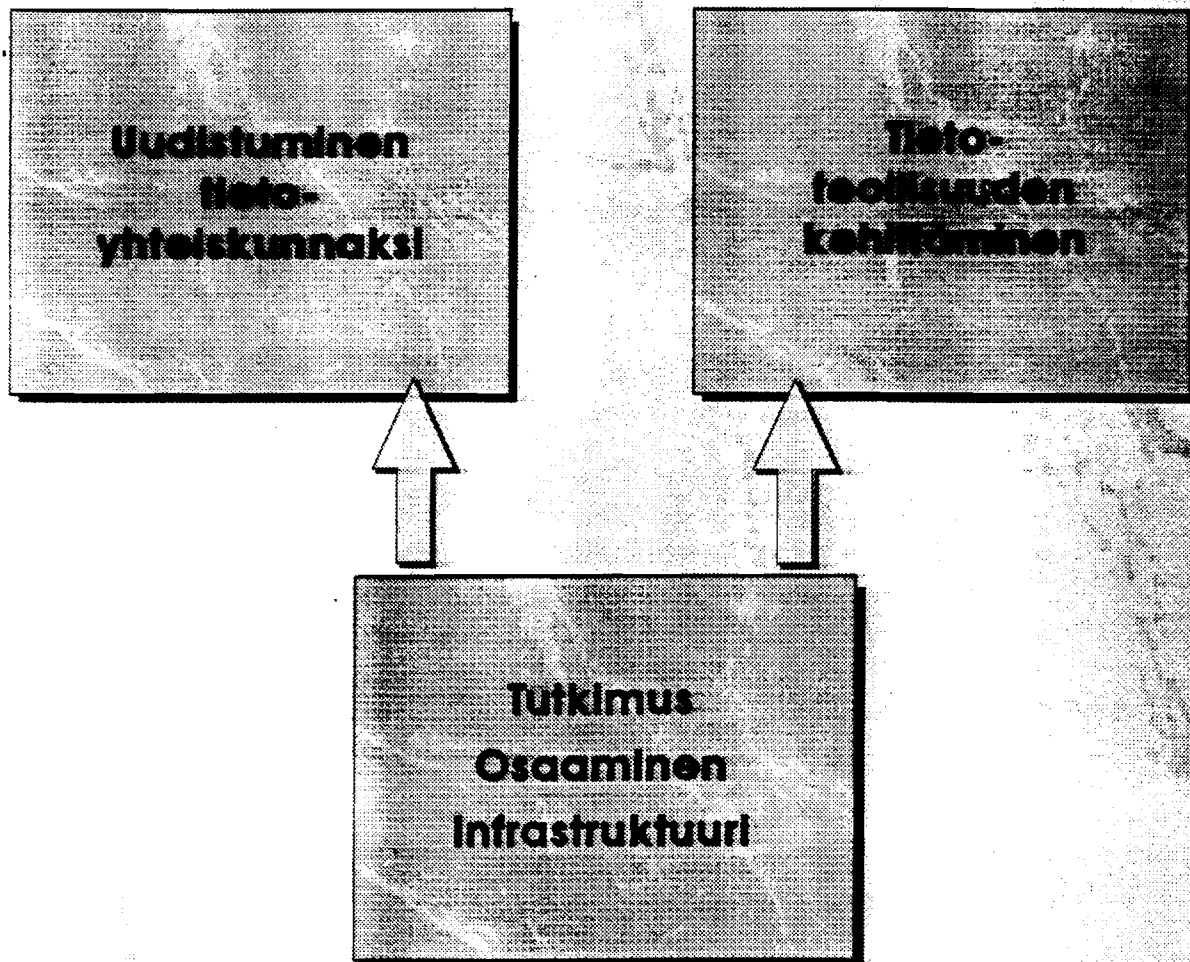 Uudistuminen
tieto-
yhteiskunnaksi
Tieto-
teollisuuden
kehittäminen
Tutkimus
Osaaminen
Infrastruktuuri